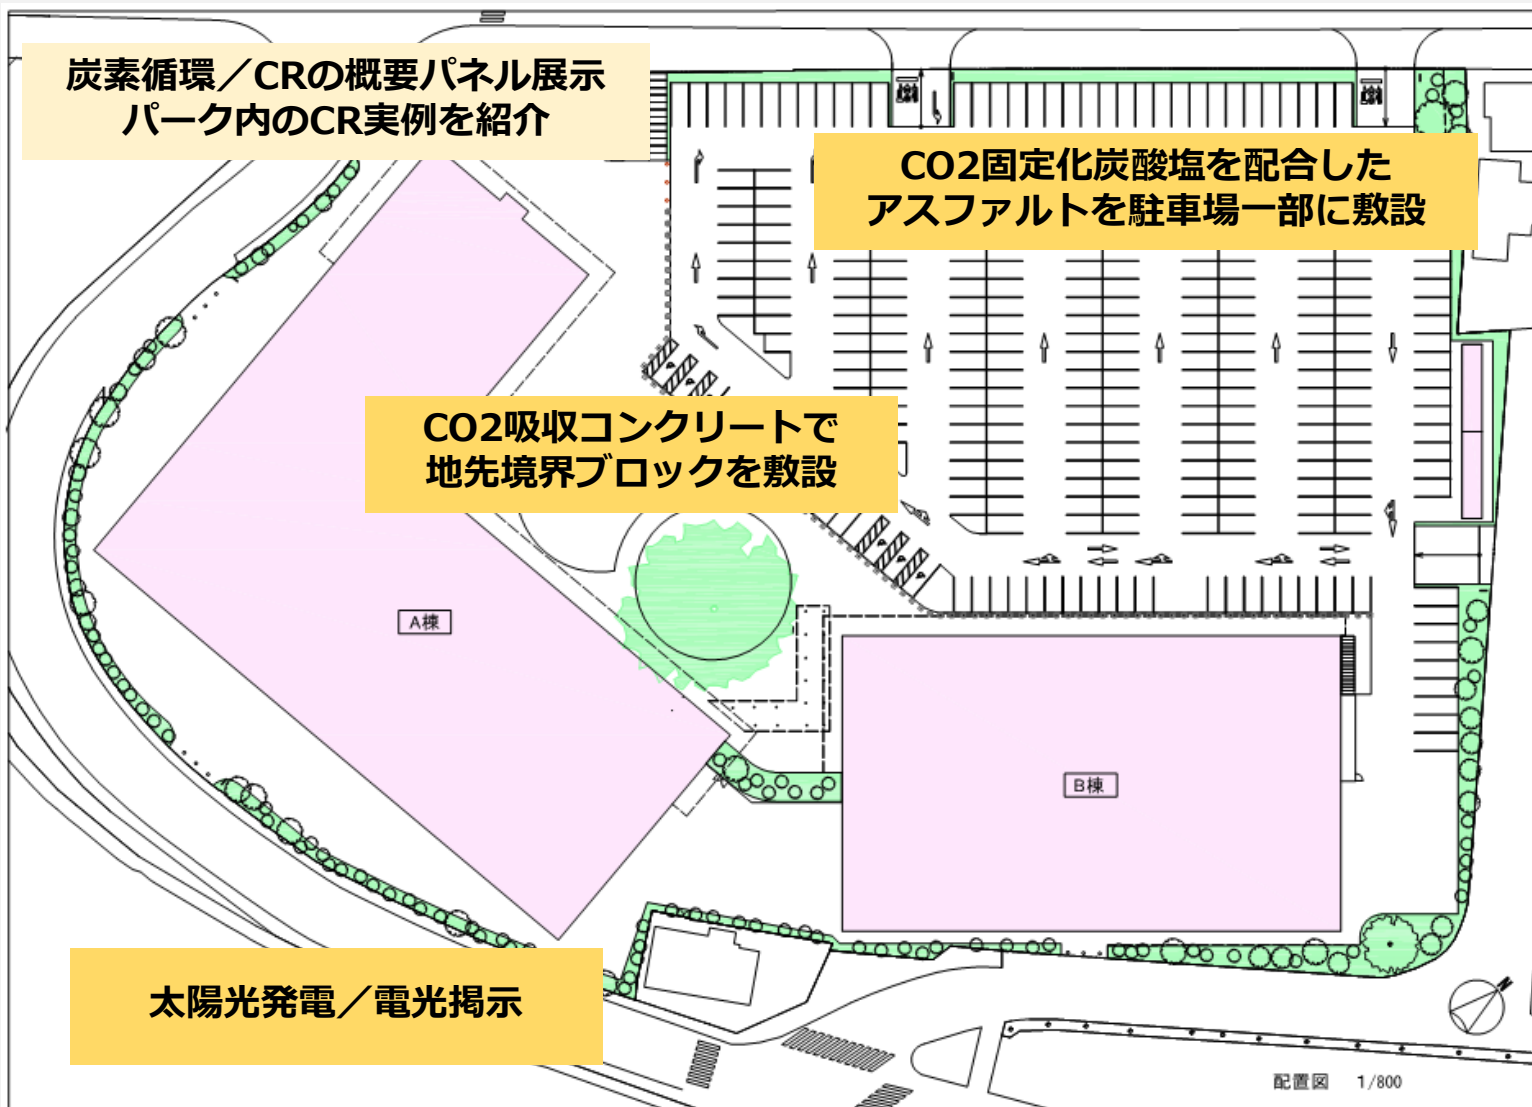 炭素循環／CRの概要パネル展示
パーク内のCR実例を紹介
CO2固定化炭酸塩を配合した
アスファルトを駐車場一部に敷設
CO2吸収コンクリートで
地先境界ブロックを敷設
A棟
B棟
太陽光発電／電光掲示
N
配置図 1/800